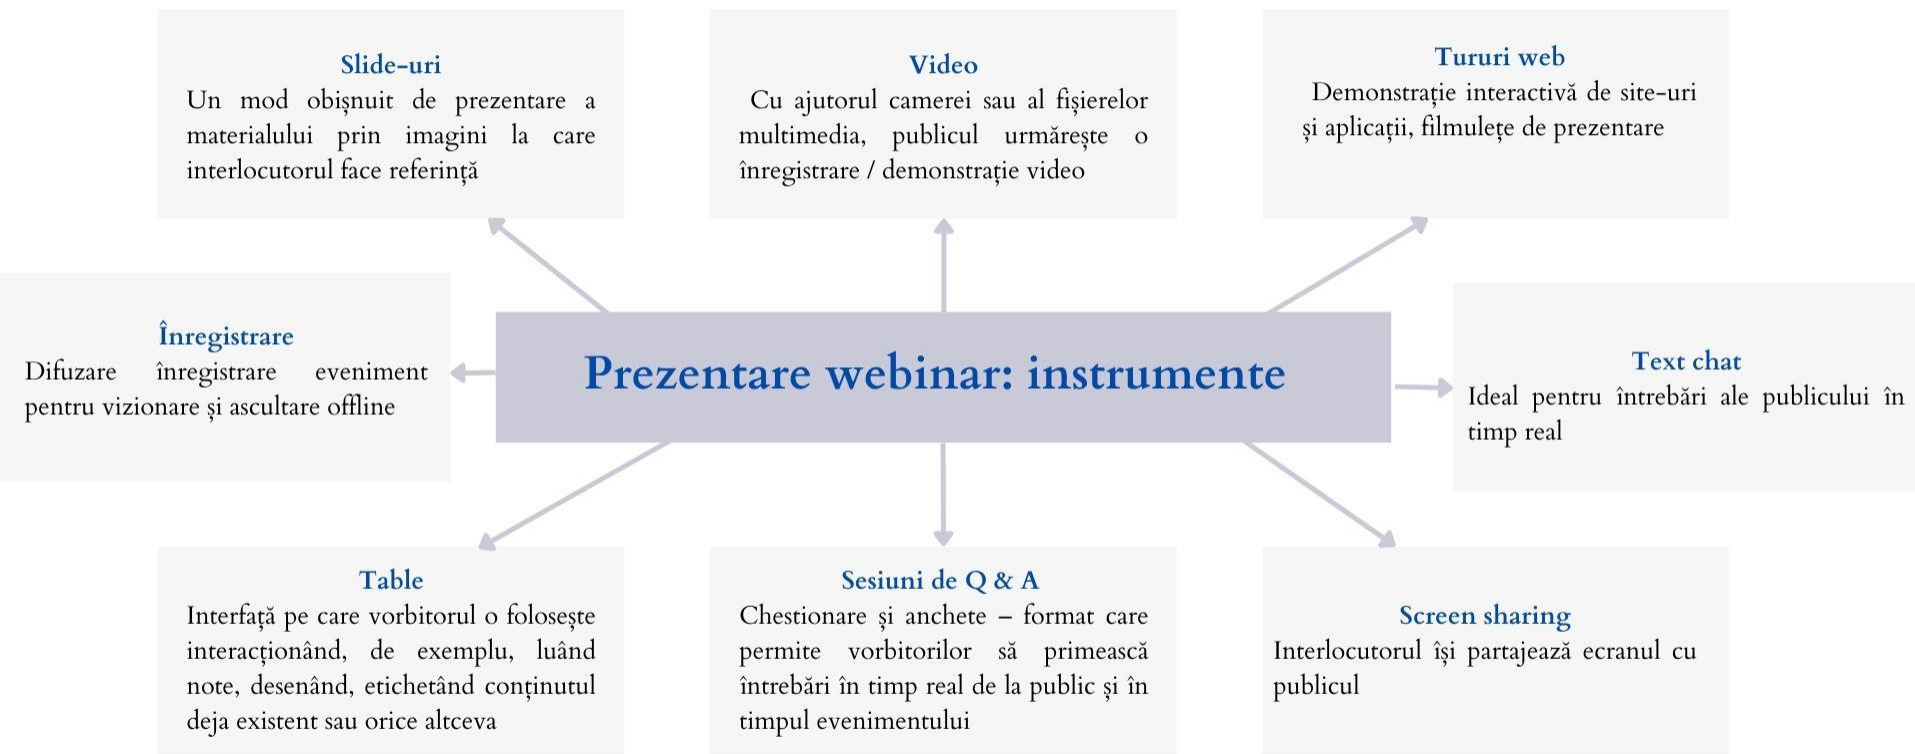 Slide-uri
Un mod obișnuit de prezentare a
materialului prin imagini la care
interlocutorul face referință
Video
Cu ajutorul camerei sau al fișierelor
multimedia, publicul urmărește o
înregistrare / demonstrație video
Tururi web
Demonstrație interactivă de site-uri
și aplicații, filmulețe de prezentare
Înregistrare
Difuzare înregistrare eveniment
pentru vizionare și ascultare offline
Prezentare webinar: instrumente
Text chat
Ideal pentru întrebări ale publicului în
timp real
Table
Interfață pe care vorbitorul o folosește
interacționând, de exemplu, luând
note, desenând, etichetând conținutul
deja existent sau orice altceva
Sesiuni de Q & A
Chestionare și anchete – format care
permite vorbitorilor să primească
întrebări în timp real de la public și în
timpul evenimentului
Screen sharing
Interlocutorul își partajează ecranul cu
publicul